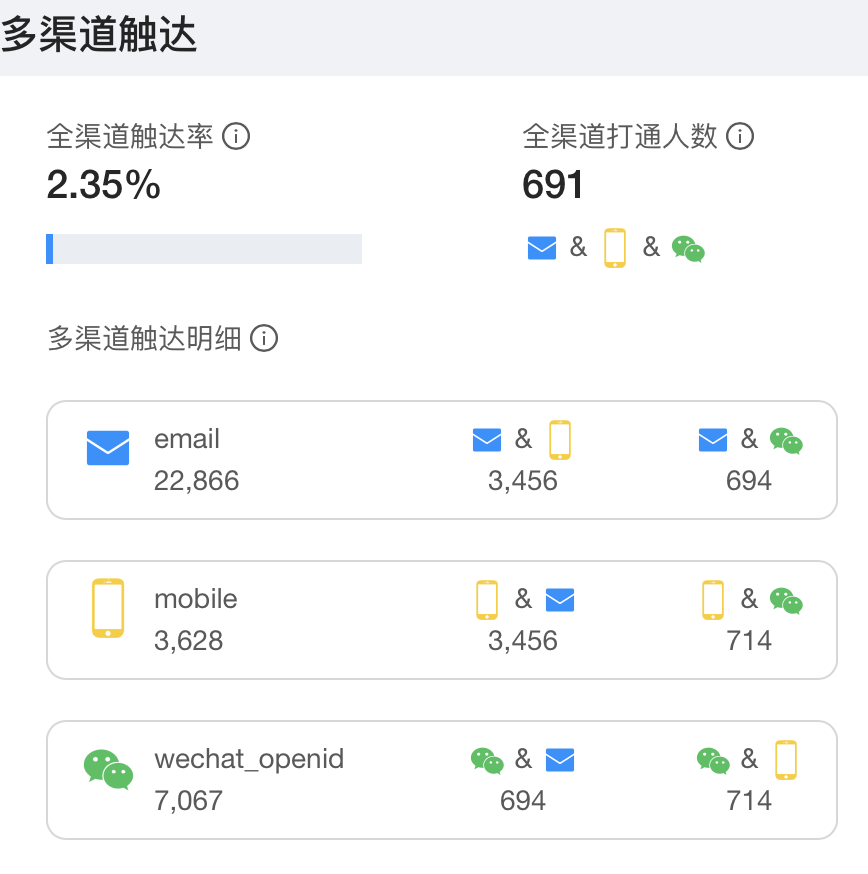 多渠道触达
全渠道触达率
2.35%
全渠道打通人数
691
& &
多渠道触达明细
email
22,866
&
3,456
&
694
mobile
3,628
&
3,456
&
714
wechat_openid
7,067
&
694
&
714